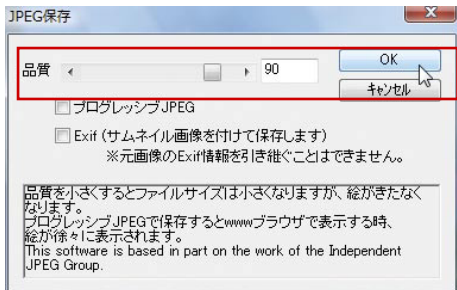 JPEG保存
品質 90 OK
キャンセル
プログレッシブJPEG
Exif (サムネイル画像を付けて保存します)
※元画像のExif情報を引き継ぐことはできません。
品質を小さくするとファイルサイズは小さくなりますが、絵がきたなく
なります。
プログレッシブJPEGで保存するとwwwブラウザで表示する時、
絵が徐々に表示されます。
This software is based in part on the work of the Independent
JPEG Group.